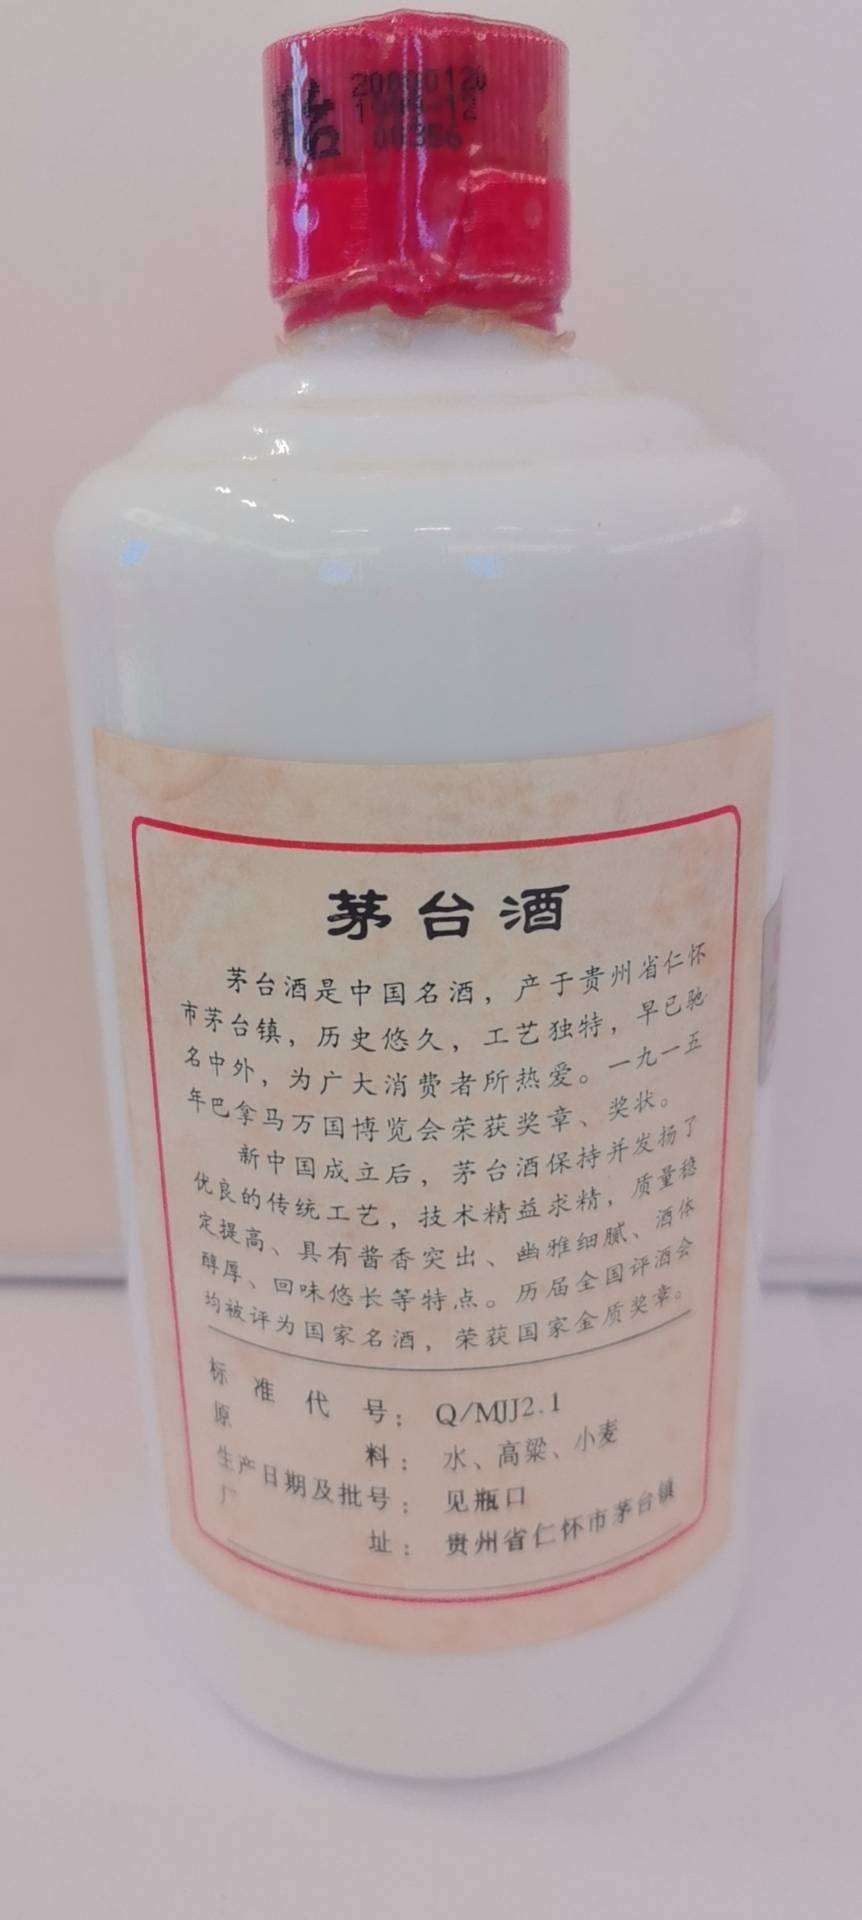 茅台酒
茅台酒是中国名酒，产于贵州省仁怀
市茅台镇，历史悠久，工艺独特，早已驰
名中外，为广大消费者所热爱。一九一五
年巴拿马万国博览会荣获奖章、奖状。
新中国成立后，茅台酒保持并发扬了
优良的传统工艺，技术精益求精，质量稳
定提高、具有酱香突出、幽雅细腻、酒体
醇厚、回味悠长等特点。历届全国评酒会
均被评为国家名酒，荣获国家金质奖章。
标准代号：Q/MJJ2.1
原料：水、高粱、小麦
生产日期及批号：见瓶口
厂址：贵州省仁怀市茅台镇